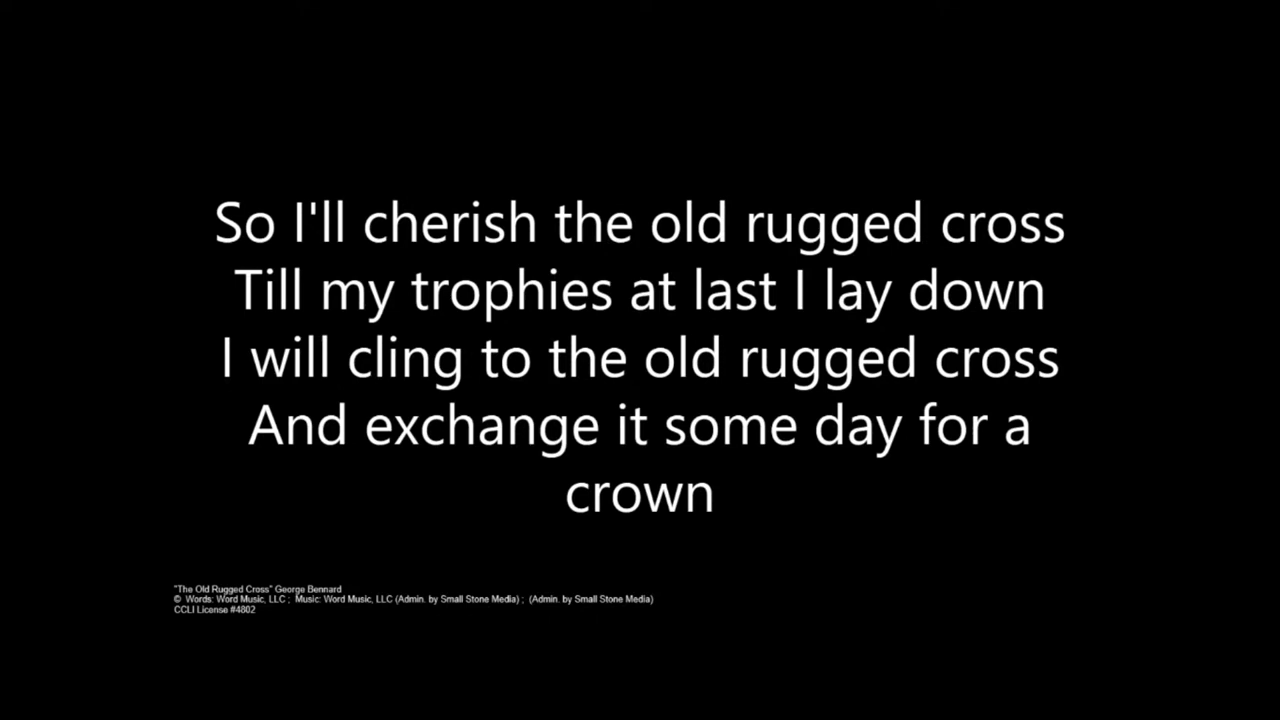 So I'll cherish the old rugged cross
Till my trophies at last I lay down
I will cling to the old rugged cross
And exchange it some day for a
crown
"The Old Rugged Cross" George Bennard
© Words: Word Music, LLC ; Music: Word Music, LLC (Admin. by Small Stone Media) ; (Admin. by Small Stone Media)
CCLI License #4802